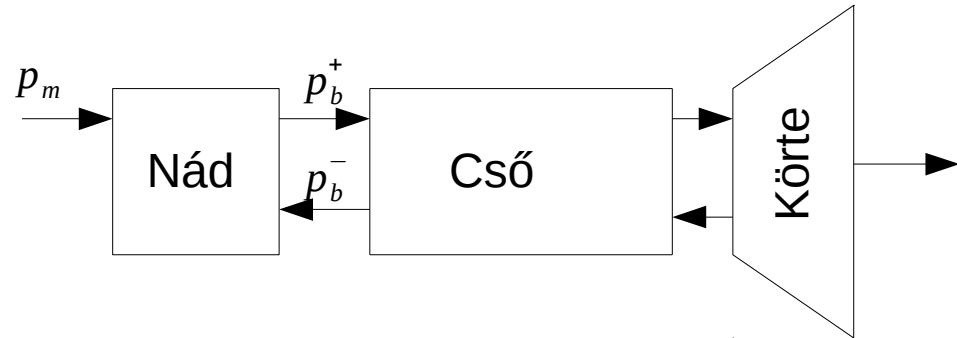 p_m
p_b^+
p_b^-
Nád
Cső
Körte